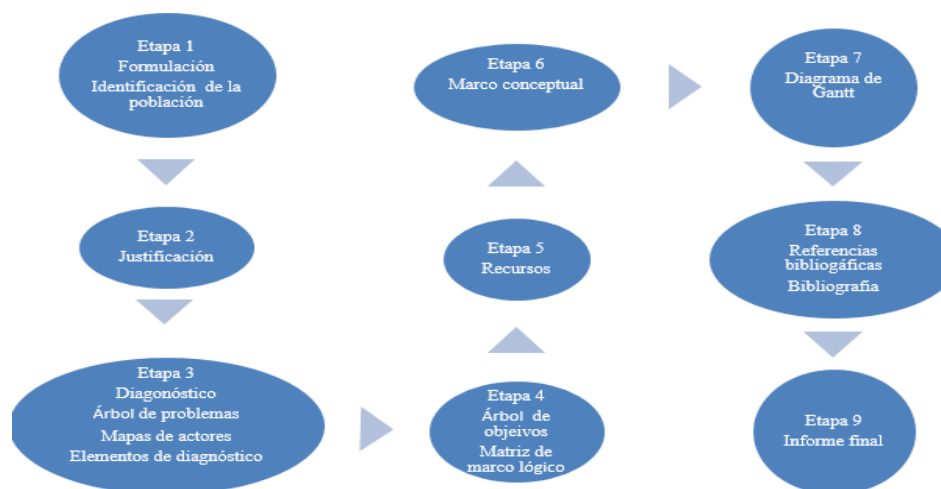 Etapa 1
Formulación
Identificación de la
población
Etapa 2
Justificación
Etapa 3
Diagonóstico
Árbol de problemas
Mapas de actores
Elementos de diagnóstico
Etapa 4
Árbol de
objeivos
Matriz de
marco lógico
Etapa 5
Recursos
Etapa 6
Marco conceptual
Etapa 7
Diagrama de
Gantt
Etapa 8
Referencias
bibliogáficas
Bibliografia
Etapa 9
Informe final